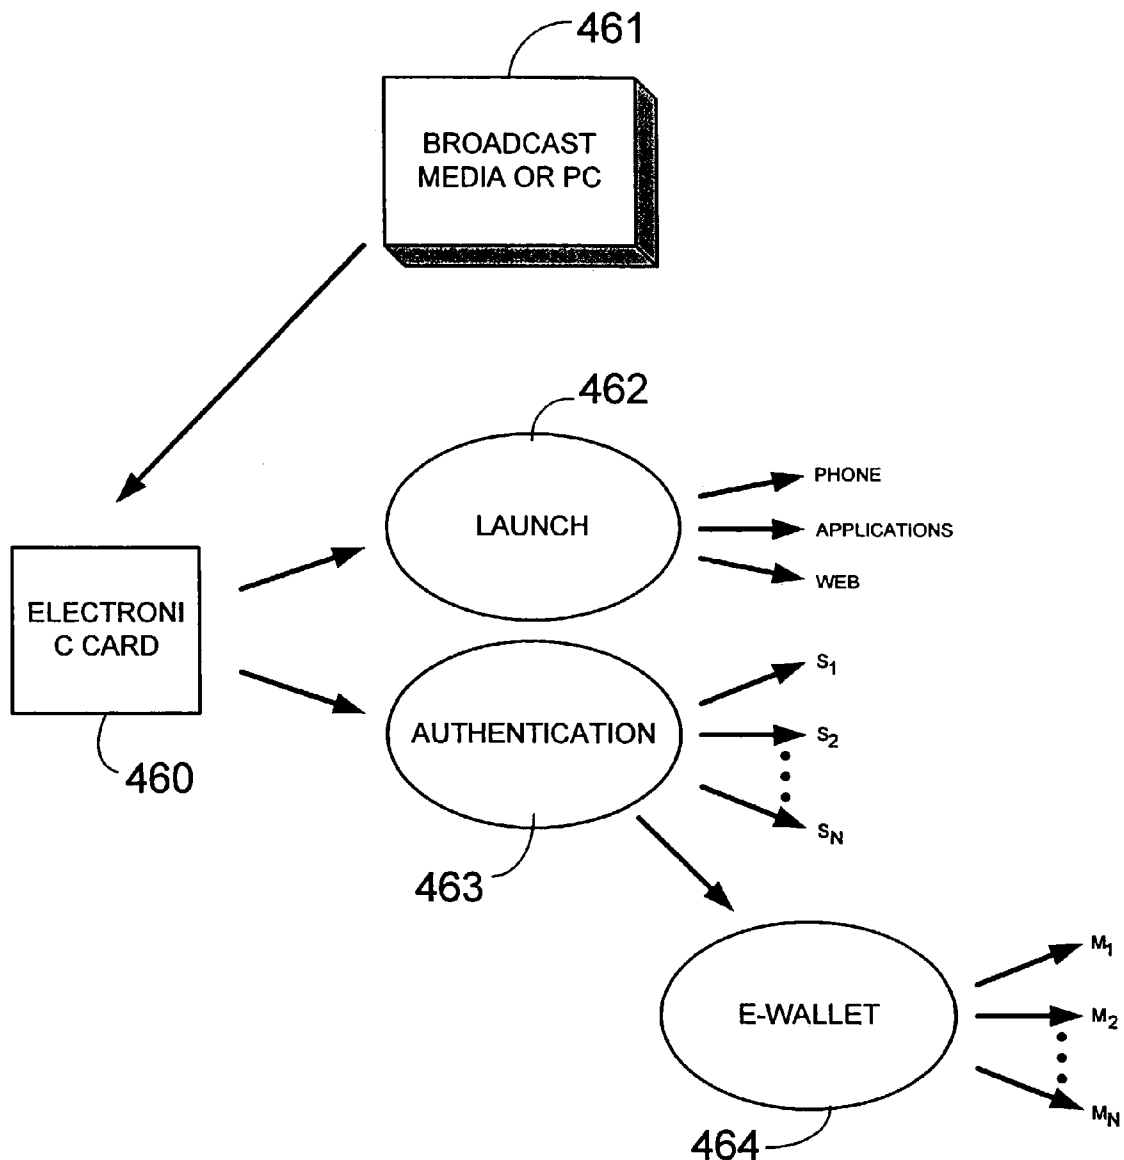 461
BROADCAST
MEDIA OR PC
462
LAUNCH
PHONE
APPLICATIONS
WEB
ELECTRONI
C CARD
460
AUTHENTICATION
S1
S2
SN
463
E-WALLET
M1
M2
MN
464